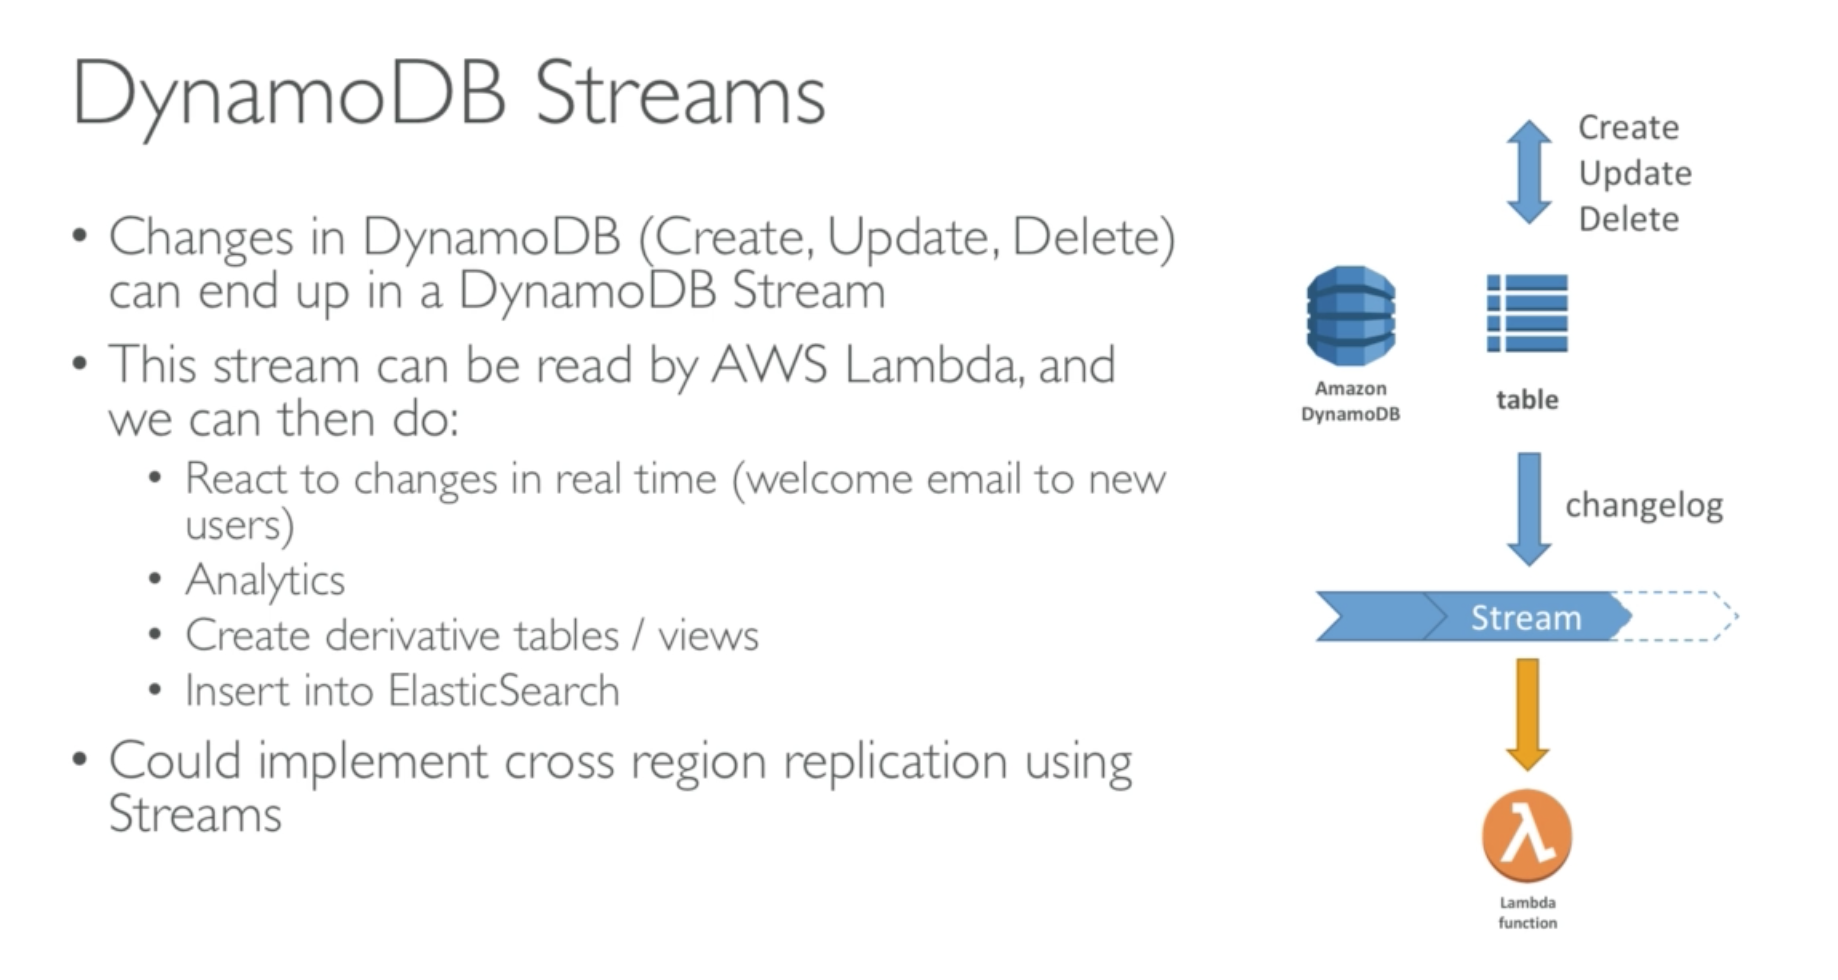 DynamoDB Streams
• Changes in DynamoDB (Create, Update, Delete)
can end up in a DynamoDB Stream
• This stream can be read by AWS Lambda, and
we can then do:
• React to changes in real time (welcome email to new
users)
• Analytics
• Create derivative tables / views
• Insert into ElasticSearch
• Could implement cross region replication using
Streams
Create
Update
Delete
Amazon
DynamoDB
table
changelog
Stream
Lambda
function